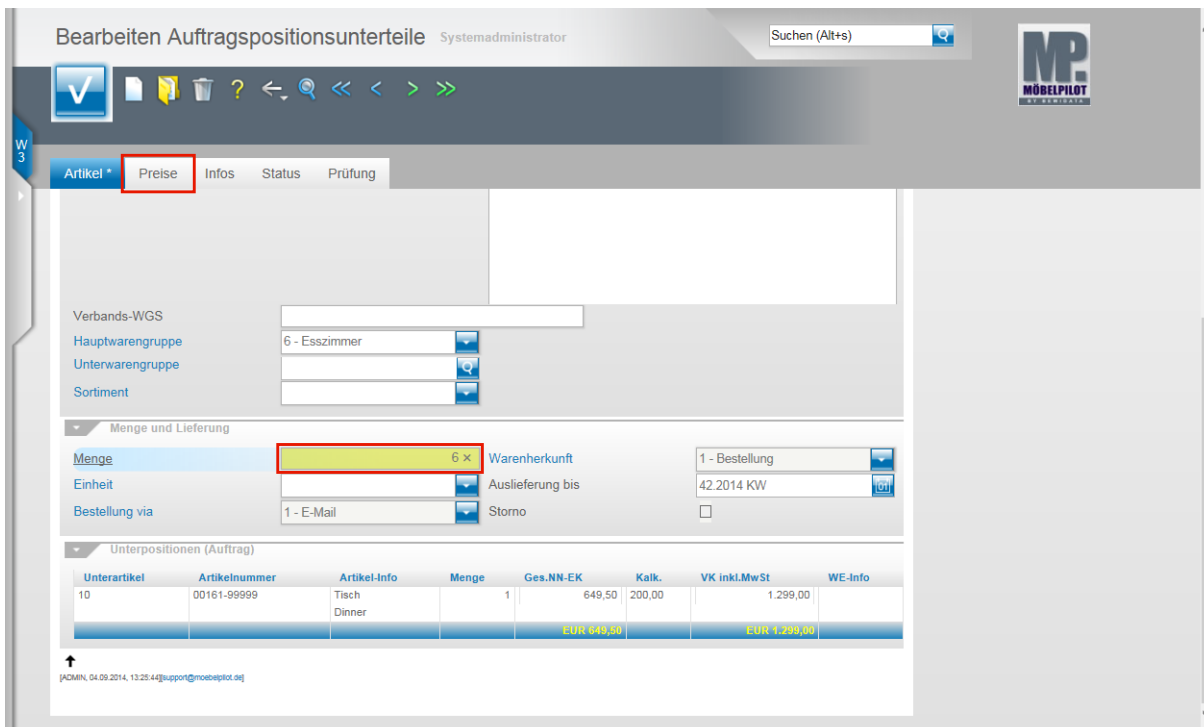 Bearbeiten Auftragspositionsunterteile Systemadministrator
Suchen (Alt+s)
MP.
MÖBELPILOT
BY BEWIDATA
W
3
Artikel * Preise Infos Status Prüfung
Verbands-WGS
Hauptwarengruppe 6 - Esszimmer
Unterwarengruppe
Sortiment
Menge und Lieferung
Menge 6 × Warenherkunft 1 - Bestellung
Einheit Auslieferung bis 42.2014 KW
Bestellung via 1 - E-Mail Storno
Unterpositionen (Auftrag)
Unterartikel Artikelnummer Artikel-Info Menge Ges.NN-EK Kalk. VK inkl.MwSt WE-Info
10 00161-99999 Tisch 1 649,50 200,00 1.299,00
Dinner
EUR 649,50 EUR 1.299,00
[ADMIN, 04.09.2014, 13:25:44][support@moebelpilot.de]